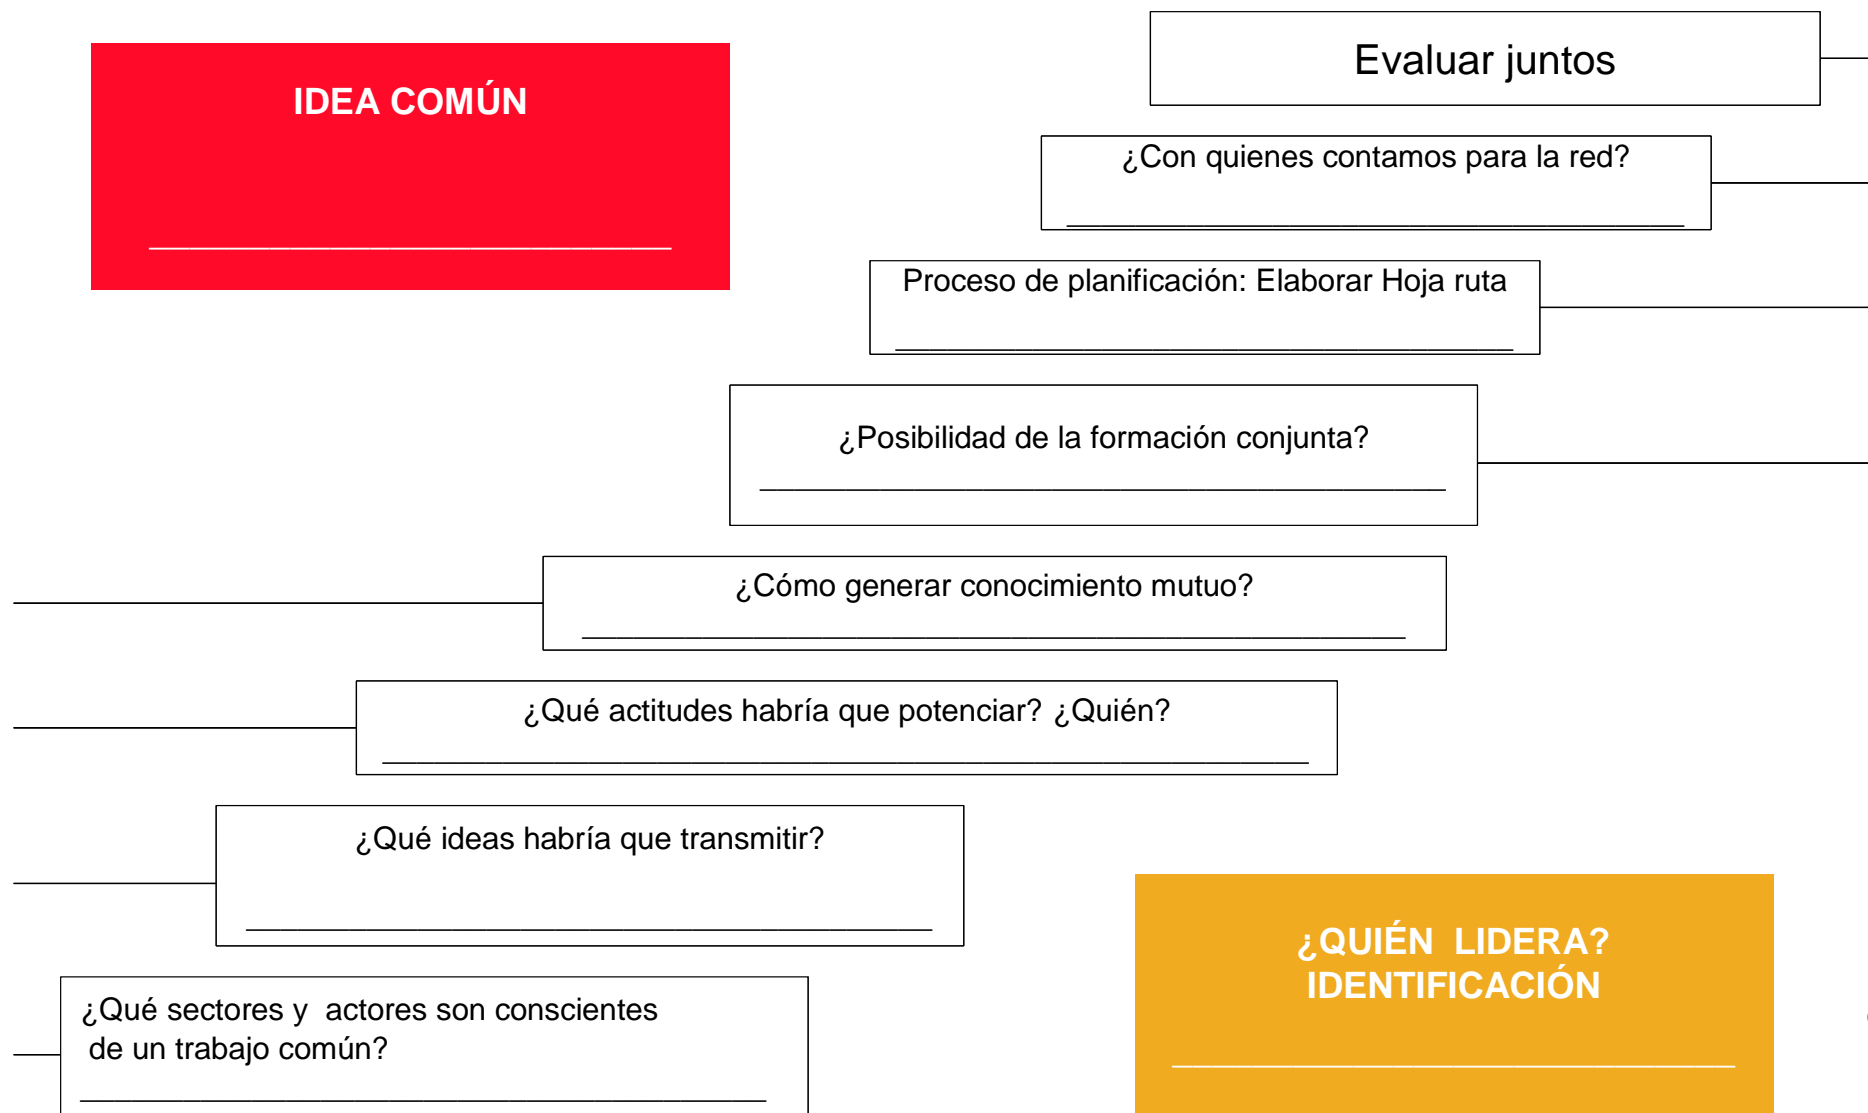 IDEA COMÚN
Evaluar juntos
¿Con quienes contamos para la red?
Proceso de planificación: Elaborar Hoja ruta
¿Posibilidad de la formación conjunta?
¿Cómo generar conocimiento mutuo?
¿Qué actitudes habría que potenciar? ¿Quién?
¿Qué ideas habría que transmitir?
¿QUIÉN LIDERA?
IDENTIFICACIÓN
¿Qué sectores y actores son conscientes
de un trabajo común?